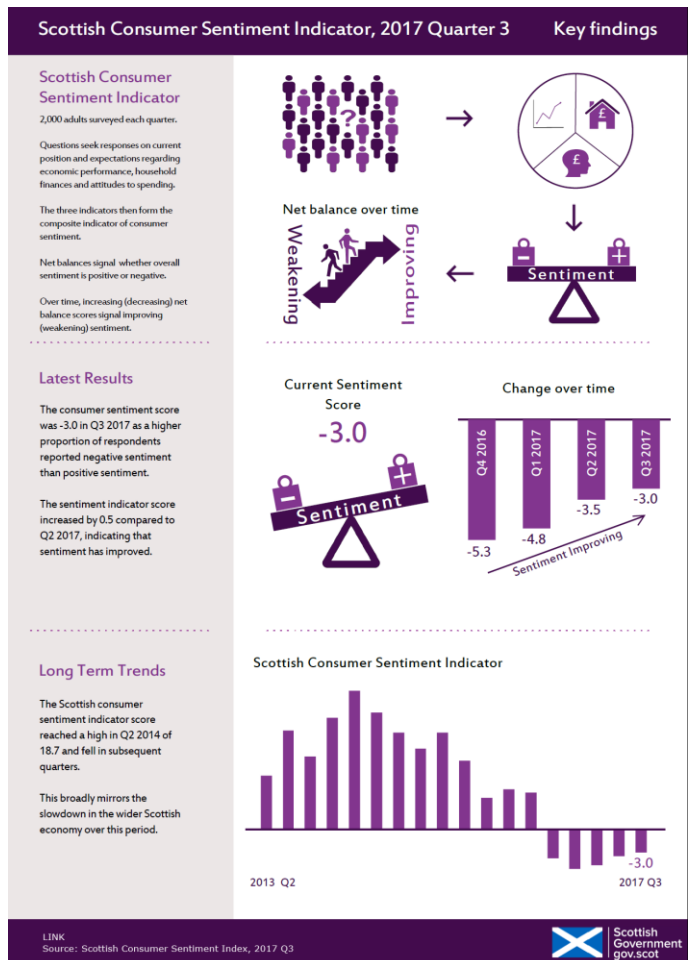 Scottish Consumer Sentiment Indicator, 2017 Quarter 3 Key findings
Scottish Consumer
Sentiment Indicator
2,000 adults surveyed each quarter.
Questions seek responses on current
position and expectations regarding
economic performance, household
finances and attitudes to spending.
The three indicators then form the
composite indicator of consumer
sentiment.
Net balances signal whether overall
sentiment is positive or negative.
Over time, increasing (decreasing) net
balance scores signal improving
(weakening) sentiment.
?
£
£
Net balance over time
Weakening
Improving
-
+
Sentiment
Latest Results
The consumer sentiment score
was -3.0 in Q3 2017 as a higher
proportion of respondents
reported negative sentiment
than positive sentiment.
The sentiment indicator score
increased by 0.5 compared to
Q2 2017, indicating that
sentiment has improved.
Current Sentiment
Score
-3.0
-
+
Sentiment
Change over time
Q4 2016
Q1 2017
Q2 2017
Q3 2017
-5.3
-4.8
-3.5
-3.0
Sentiment Improving
Long Term Trends
The Scottish consumer
sentiment indicator score
reached a high in Q2 2014 of
18.7 and fell in subsequent
quarters.
This broadly mirrors the
slowdown in the wider Scottish
economy over this period.
Scottish Consumer Sentiment Indicator
-3.0
2013 Q2
2017 Q3
LINK
Source: Scottish Consumer Sentiment Index, 2017 Q3
Scottish
Government
gov.scot